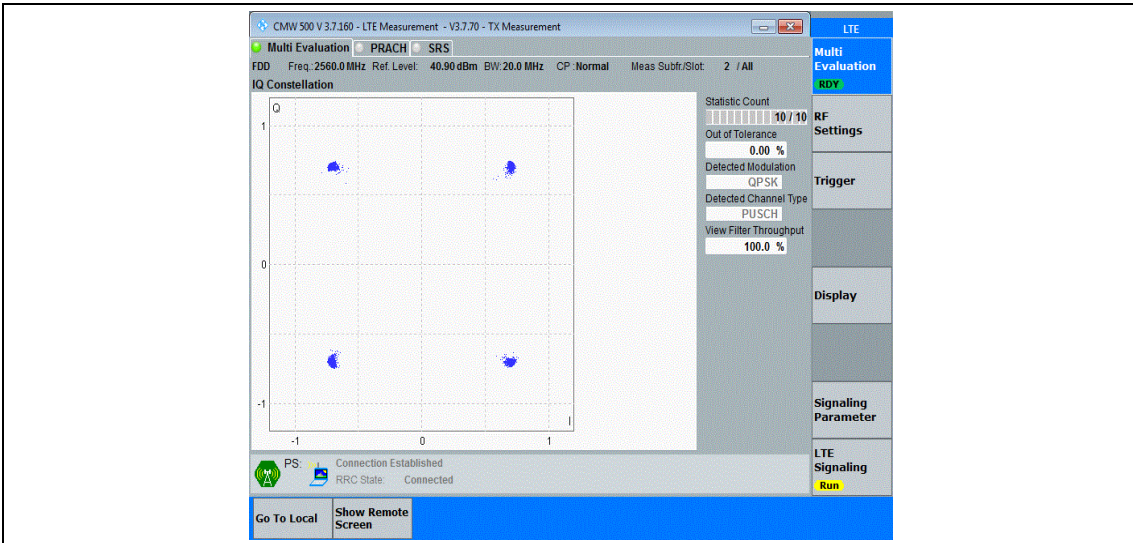 CMW 500 V 3.7.160 - LTE Measurement - V3.7.70 - TX Measurement
LTE
Multi Evaluation PRACH SRS
Multi
Evaluation
RDY
FDD Freq.: 2560.0 MHz Ref. Level: 40.90 dBm BW: 20.0 MHz CP : Normal Meas Subfr./Slot: 2 / All
IQ Constellation
Q
1
0
-1
-1 0 1
I
Statistic Count
10 / 10
Out of Tolerance
0.00 %
Detected Modulation
QPSK
Detected Channel Type
PUSCH
View Filter Throughput
100.0 %
RF
Settings
Trigger
Display
Signaling
Parameter
LTE
Signaling
Run
PS: Connection Established
RRC State: Connected
Go To Local
Show Remote
Screen